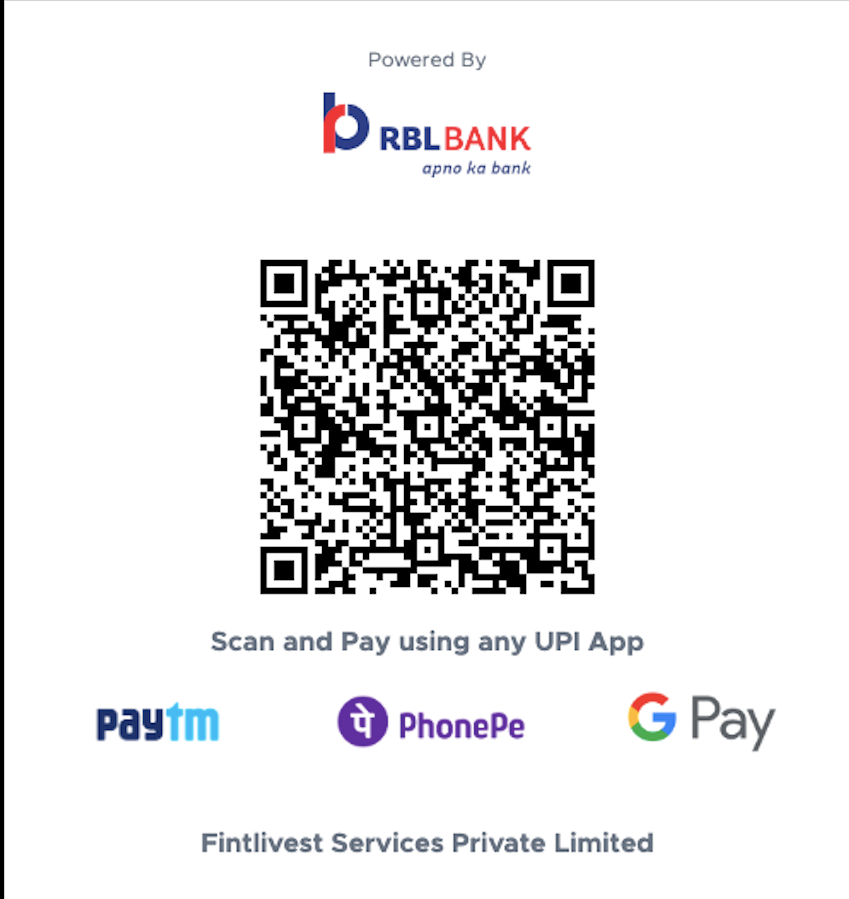 Powered By
RBL BANK
apno ka bank
Scan and Pay using any UPI App
paytm
पे PhonePe
G Pay
Fintlivest Services Private Limited